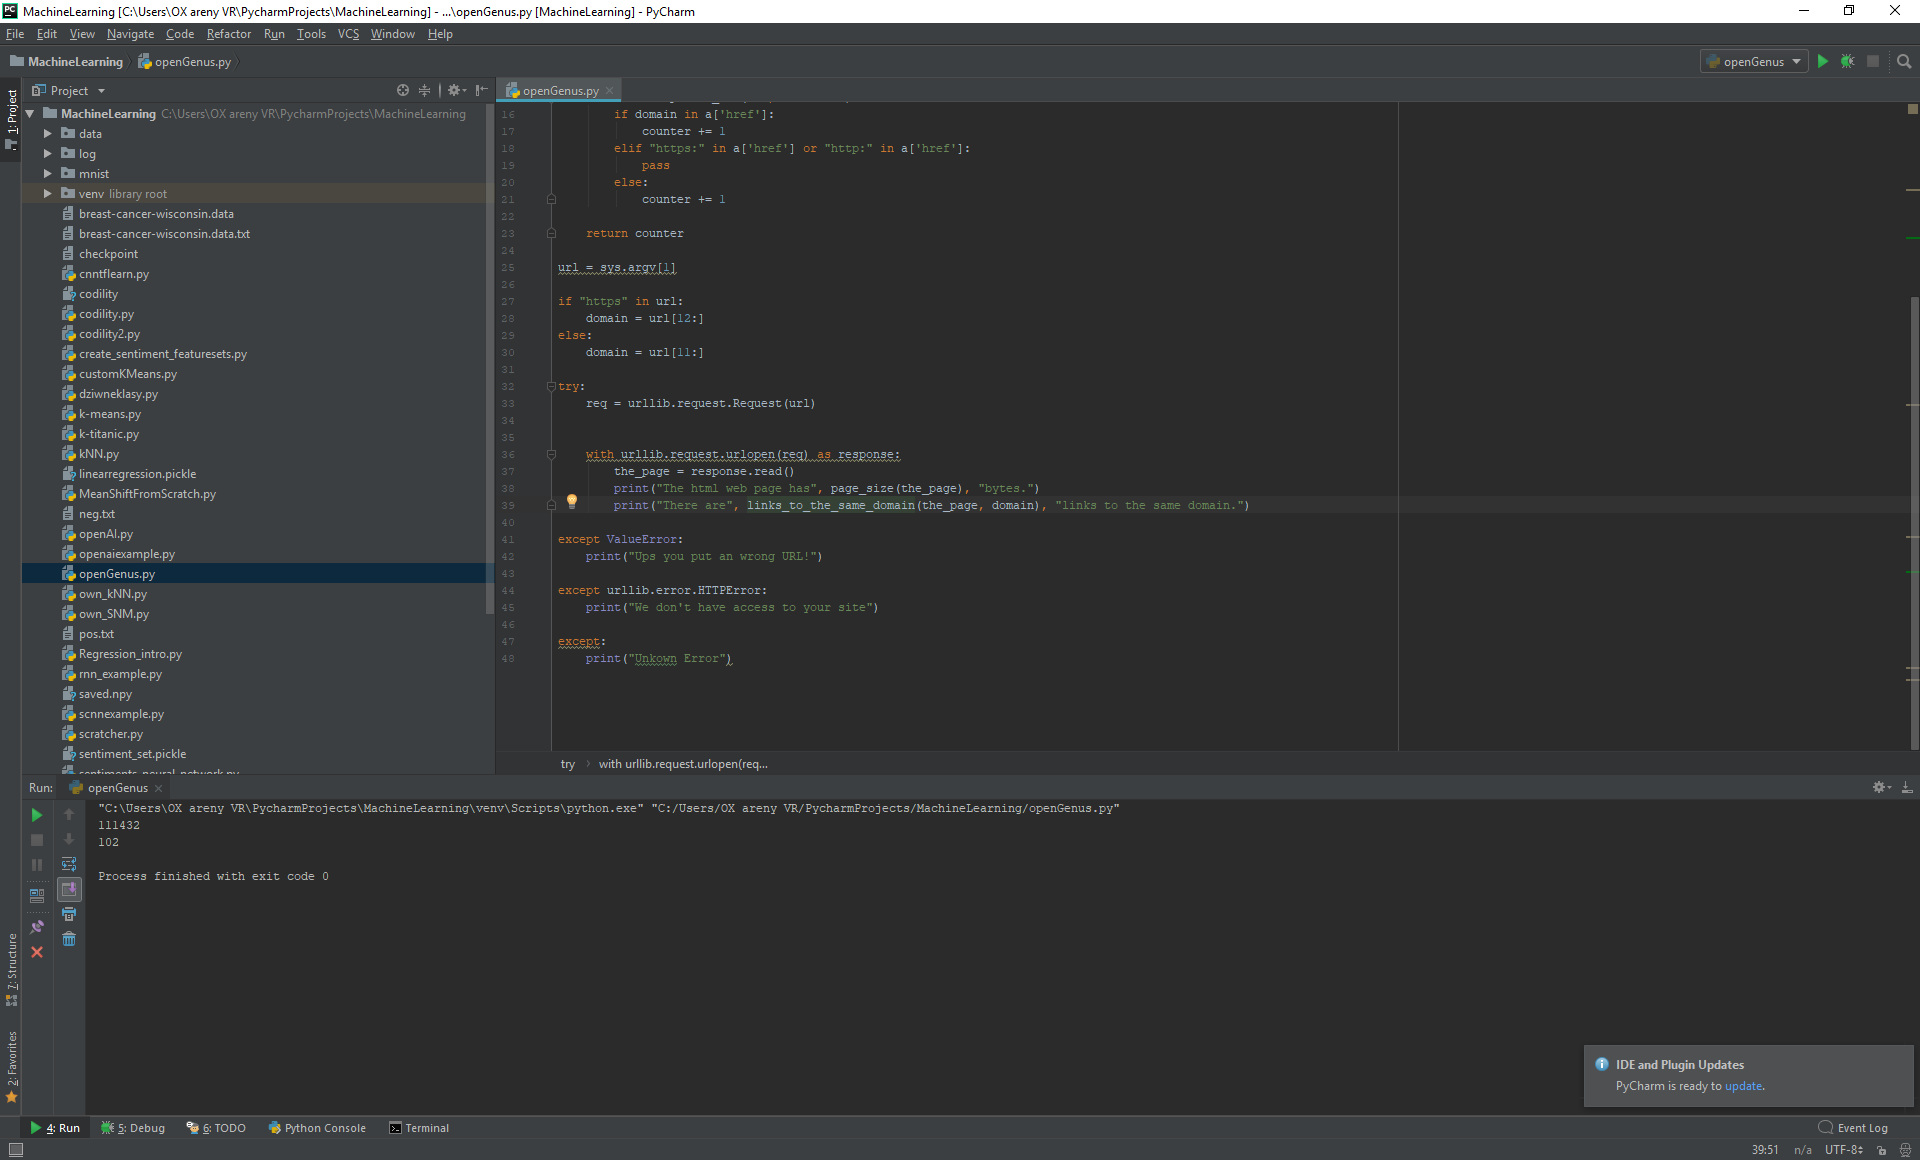 MachineLearning [C:\Users\OX areny VR\PycharmProjects\MachineLearning] - ...\openGenus.py [MachineLearning] - PyCharm
File Edit View Navigate Code Refactor Run Tools VCS Window Help
MachineLearning openGenus.py
openGenus
1: Project
Project
openGenus.py
MachineLearning C:\Users\OX areny VR\PycharmProjects\MachineLearning
data
log
mnist
venv library root
breast-cancer-wisconsin.data
breast-cancer-wisconsin.data.txt
checkpoint
cnntflearn.py
codility
codility.py
codility2.py
create_sentiment_featuresets.py
customKMeans.py
dziwneklasy.py
k-means.py
k-titanic.py
kNN.py
linearregression.pickle
MeanShiftFromScratch.py
neg.txt
openAI.py
openaiexample.py
openGenus.py
own_kNN.py
own_SNM.py
pos.txt
Regression_intro.py
rnn_example.py
saved.npy
scnnexample.py
scratcher.py
sentiment_set.pickle
sentiments_neural_network.py
16 if domain in a['href']:
17 counter += 1
18 elif "https:" in a['href'] or "http:" in a['href']:
19 pass
20 else:
21 counter += 1
22
23 return counter
24
25 url = sys.argv[1]
26
27 if "https" in url:
28 domain = url[12:]
29 else:
30 domain = url[11:]
31
32 try:
33 req = urllib.request.Request(url)
34
35
36 with urllib.request.urlopen(req) as response:
37 the_page = response.read()
38 print("The html web page has", page_size(the_page), "bytes.")
39 print("There are", links_to_the_same_domain(the_page, domain), "links to the same domain.")
40
41 except ValueError:
42 print("Ups you put an wrong URL!")
43
44 except urllib.error.HTTPError:
45 print("We don't have access to your site")
46
47 except:
48 print("Unkown Error")
try with urllib.request.urlopen(req...
Run: openGenus
"C:\Users\OX areny VR\PycharmProjects\MachineLearning\venv\Scripts\python.exe" "C:/Users/OX areny VR/PycharmProjects/MachineLearning/openGenus.py"
111432
102
Process finished with exit code 0
7: Structure
2: Favorites
IDE and Plugin Updates
PyCharm is ready to update.
4: Run 5: Debug 6: TODO Python Console Terminal Event Log
39:51 n/a UTF-8